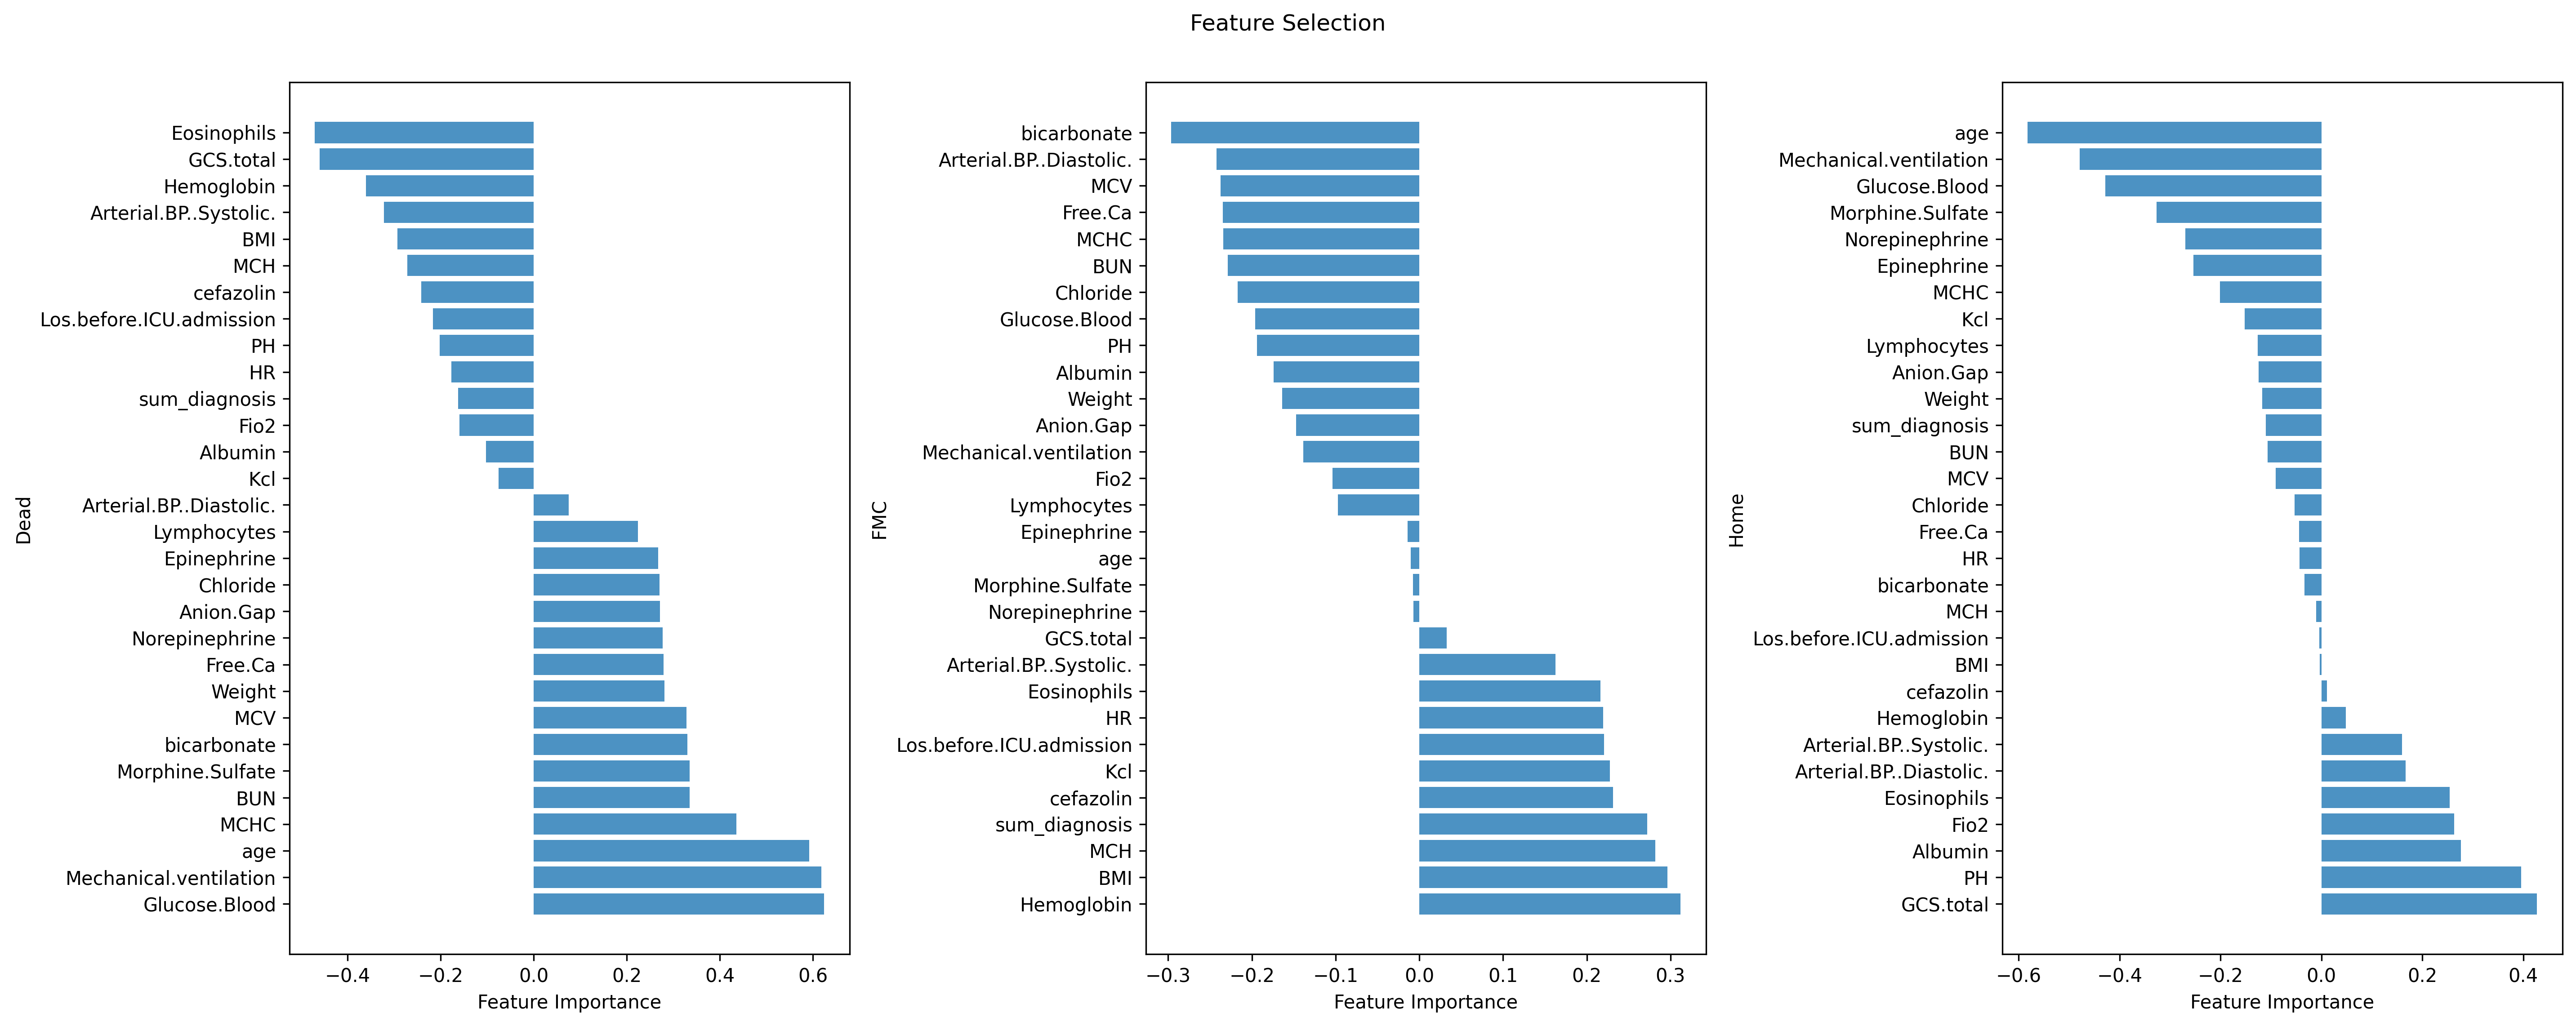 Feature Selection
Dead
Eosinophils
GCS.total
Hemoglobin
Arterial.BP..Systolic.
BMI
MCH
cefazolin
Los.before.ICU.admission
PH
HR
sum_diagnosis
Fio2
Albumin
Kcl
Arterial.BP..Diastolic.
Lymphocytes
Epinephrine
Chloride
Anion.Gap
Norepinephrine
Free.Ca
Weight
MCV
bicarbonate
Morphine.Sulfate
BUN
MCHC
age
Mechanical.ventilation
Glucose.Blood
−0.4 −0.2 0.0 0.2 0.4 0.6
Feature Importance
FMC
bicarbonate
Arterial.BP..Diastolic.
MCV
Free.Ca
MCHC
BUN
Chloride
Glucose.Blood
PH
Albumin
Weight
Anion.Gap
Mechanical.ventilation
Fio2
Lymphocytes
Epinephrine
age
Morphine.Sulfate
Norepinephrine
GCS.total
Arterial.BP..Systolic.
Eosinophils
HR
Los.before.ICU.admission
Kcl
cefazolin
sum_diagnosis
MCH
BMI
Hemoglobin
−0.3 −0.2 −0.1 0.0 0.1 0.2 0.3
Feature Importance
Home
age
Mechanical.ventilation
Glucose.Blood
Morphine.Sulfate
Norepinephrine
Epinephrine
MCHC
Kcl
Lymphocytes
Anion.Gap
Weight
sum_diagnosis
BUN
MCV
Chloride
Free.Ca
HR
bicarbonate
MCH
Los.before.ICU.admission
BMI
cefazolin
Hemoglobin
Arterial.BP..Systolic.
Arterial.BP..Diastolic.
Eosinophils
Fio2
Albumin
PH
GCS.total
−0.6 −0.4 −0.2 0.0 0.2 0.4
Feature Importance